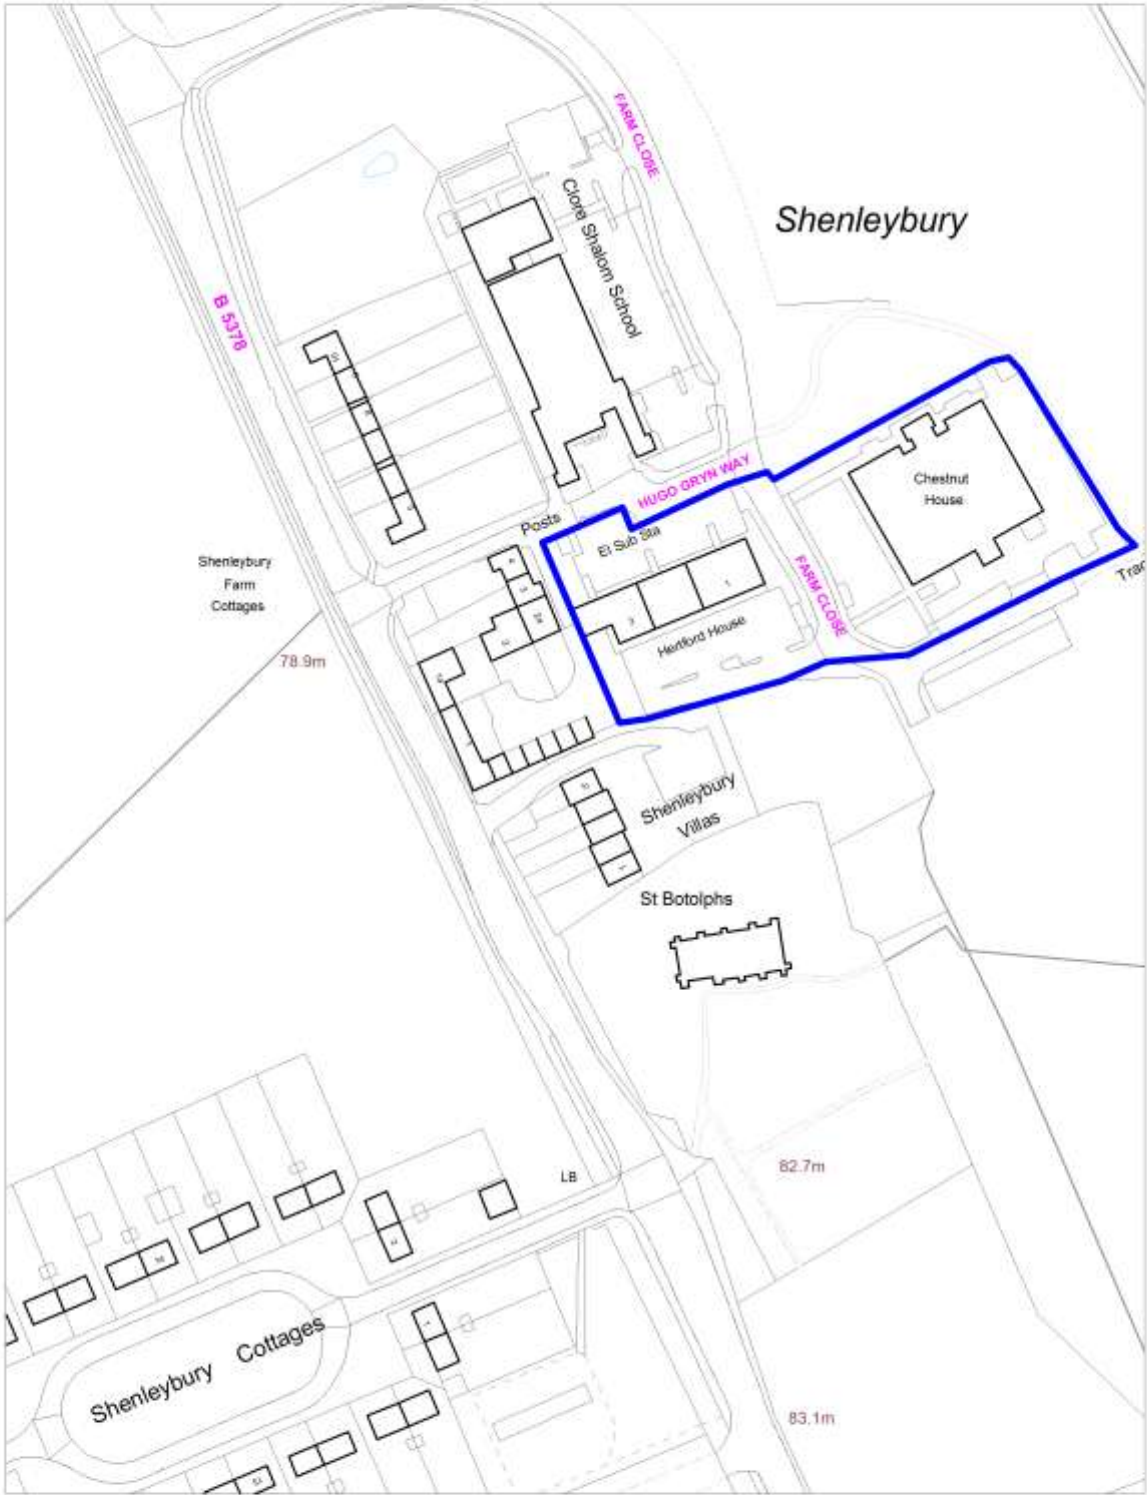 FARM CLOSE
Shenleybury
Clore Shalom School
B 5378
HUGO GRYN WAY
Chestnut
House
Posts
El Sub Sta
Shenleybury
Farm
Cottages
FARM CLOSE
Hertford House
78.9m
Shenleybury
Villas
St Botolphs
82.7m
LB
Shenleybury Cottages
83.1m